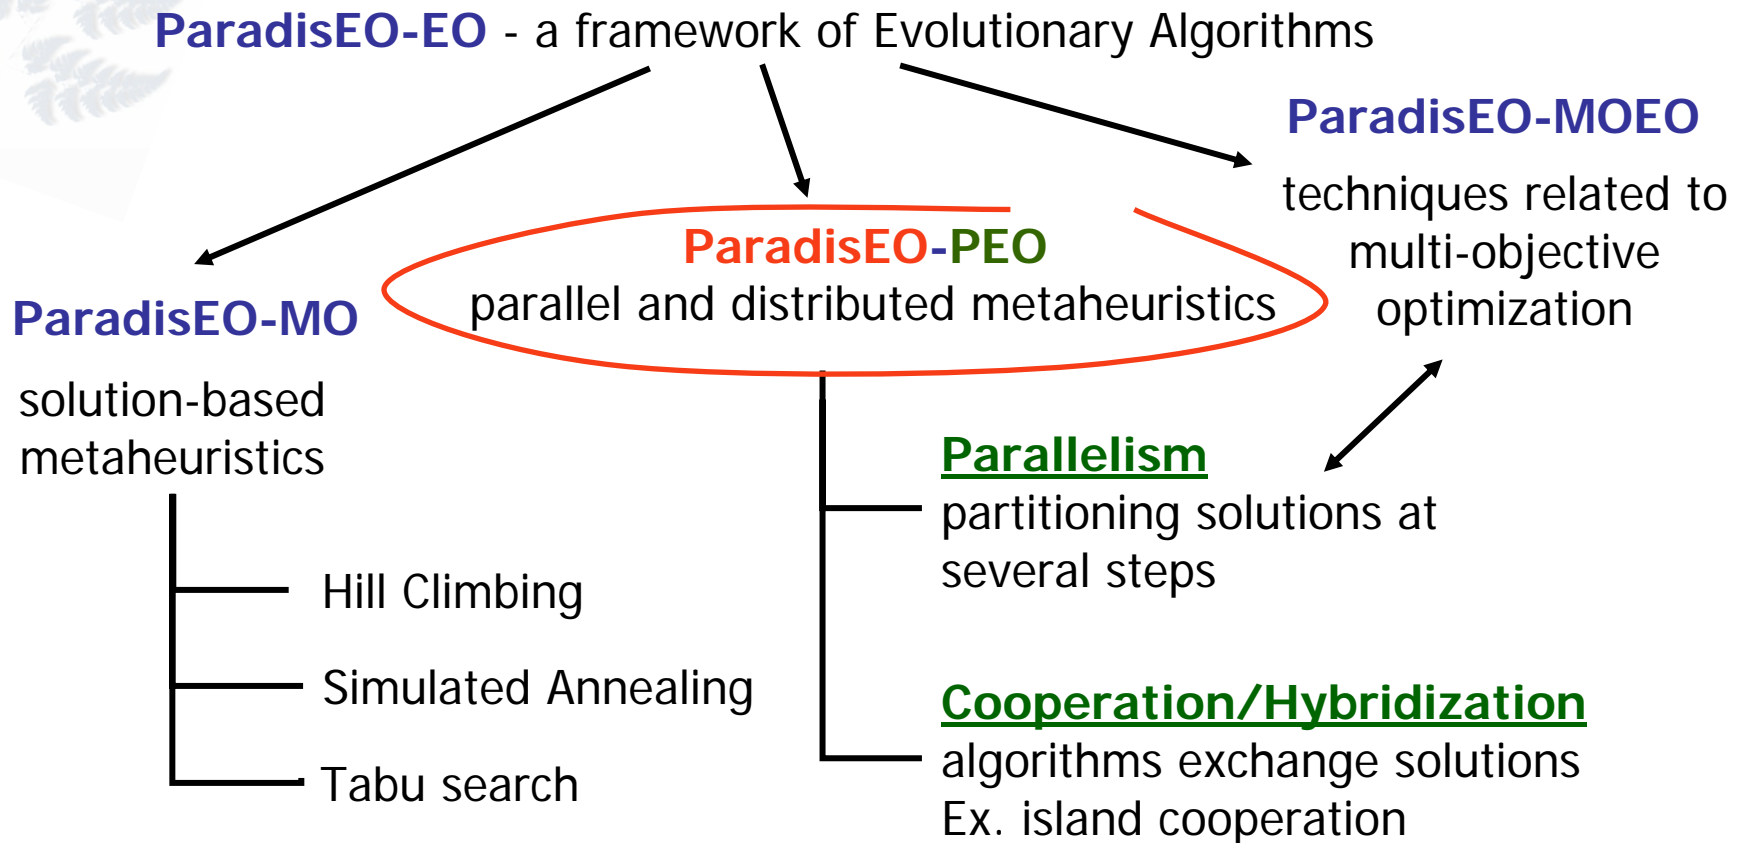 ParadisEO-EO - a framework of Evolutionary Algorithms
ParadisEO-MOEO
techniques related to
multi-objective
optimization
ParadisEO-PEO
parallel and distributed metaheuristics
ParadisEO-MO
solution-based
metaheuristics
Hill Climbing
Simulated Annealing
Tabu search
Parallelism
partitioning solutions at
several steps
Cooperation/Hybridization
algorithms exchange solutions
Ex. island cooperation